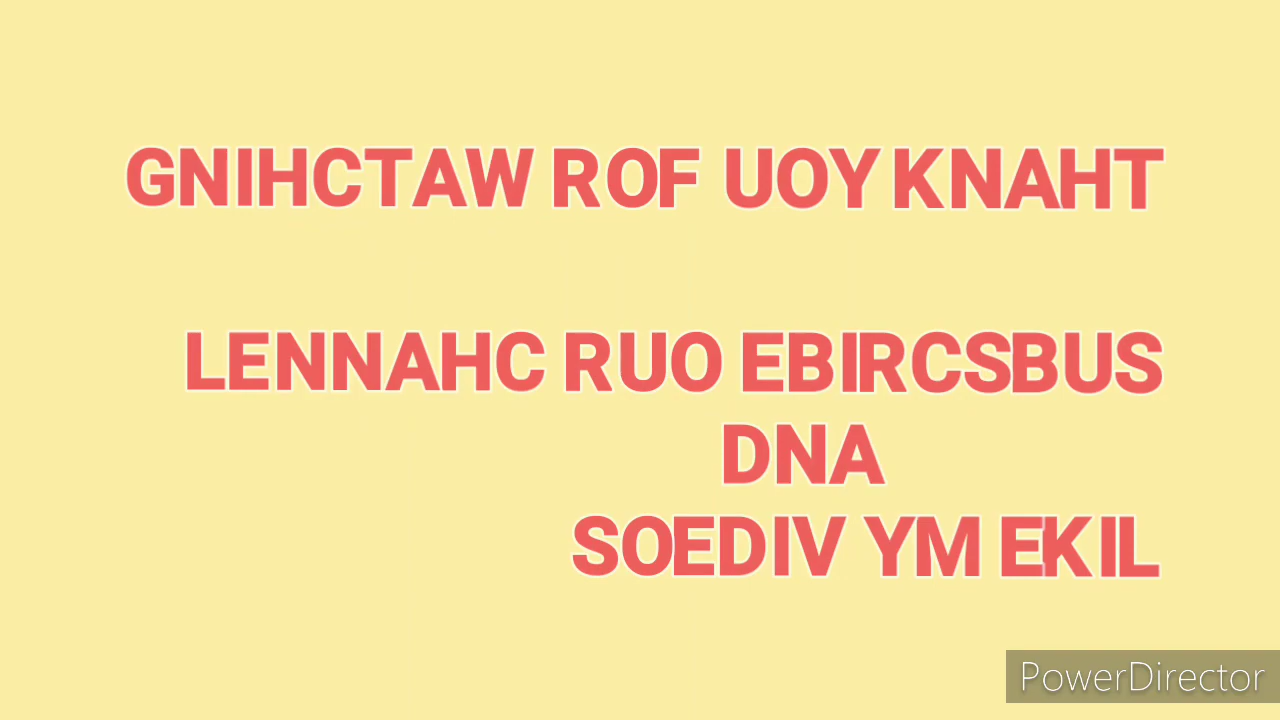 GNIHCTAW ROF UOY KNAHT
LENNAHC RUO EBIRCSBUS
DNA
SOEDIV YM EKIL
PowerDirector